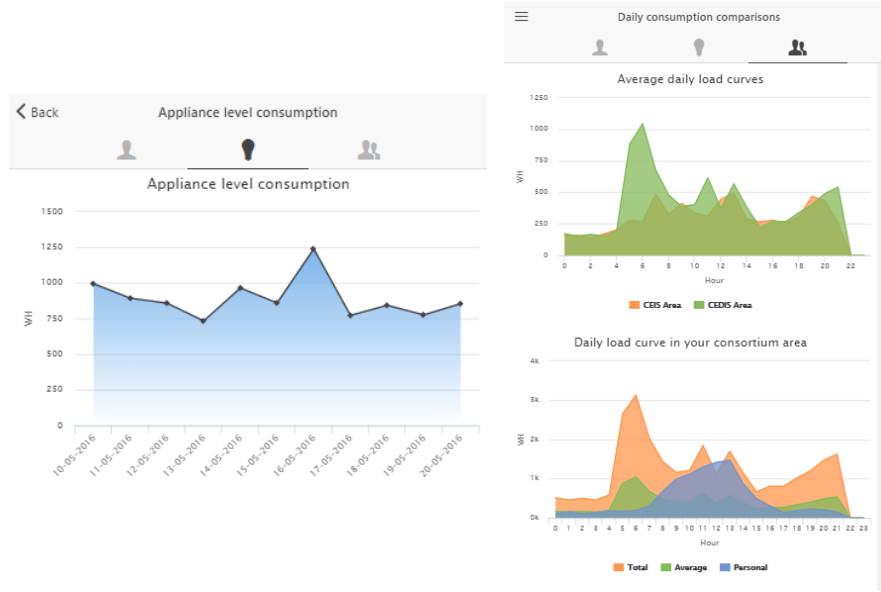 Back
Appliance level consumption
Appliance level consumption
1500
1250
1000
750
500
250
0
WH
10-05-2016
11-05-2016
12-05-2016
13-05-2016
14-05-2016
15-05-2016
16-05-2016
17-05-2016
18-05-2016
19-05-2016
20-05-2016
Daily consumption comparisons
Average daily load curves
1250
1000
750
500
250
0
WH
0 2 4 6 8 10 12 14 16 18 20 22
Hour
CEIS Area CEDIS Area
Daily load curve in your consortium area
4k
3k
2k
1k
0k
WH
0 1 2 3 4 5 6 7 8 9 10 11 12 13 14 15 16 17 18 19 20 21 22 23
Hour
Total Average Personal